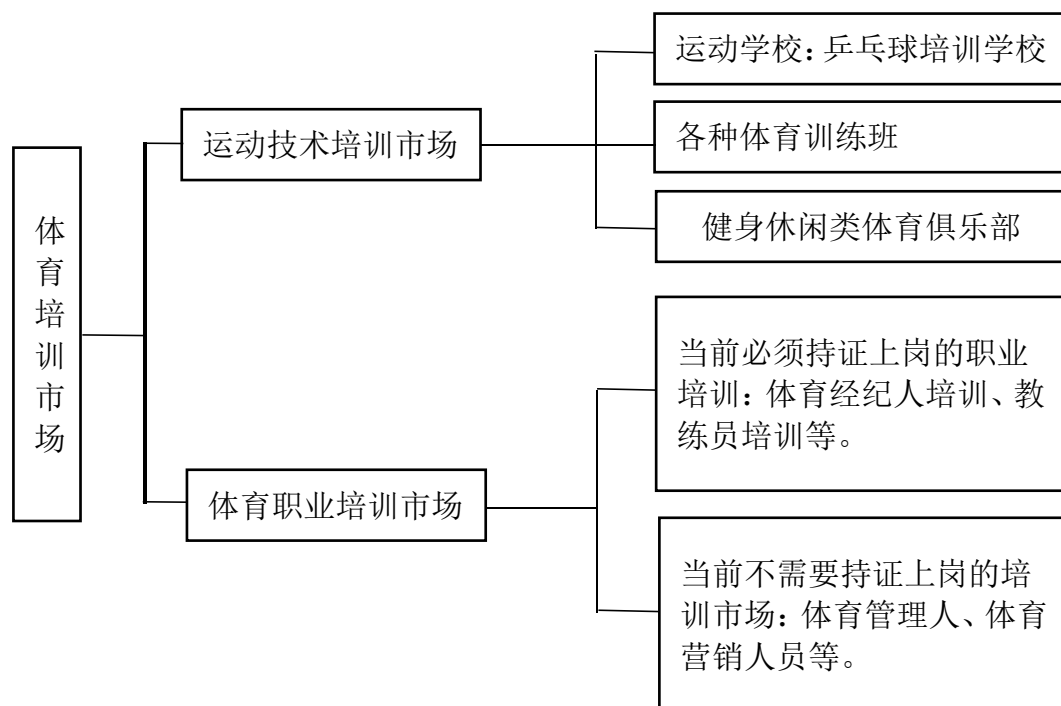 体
育
培
训
市
场
运动技术培训市场
运动学校：乒乓球培训学校
各种体育训练班
健身休闲类体育俱乐部
体育职业培训市场
当前必须持证上岗的职业
培训：体育经纪人培训、教
练员培训等。
当前不需要持证上岗的培
训市场：体育管理人、体育
营销人员等。